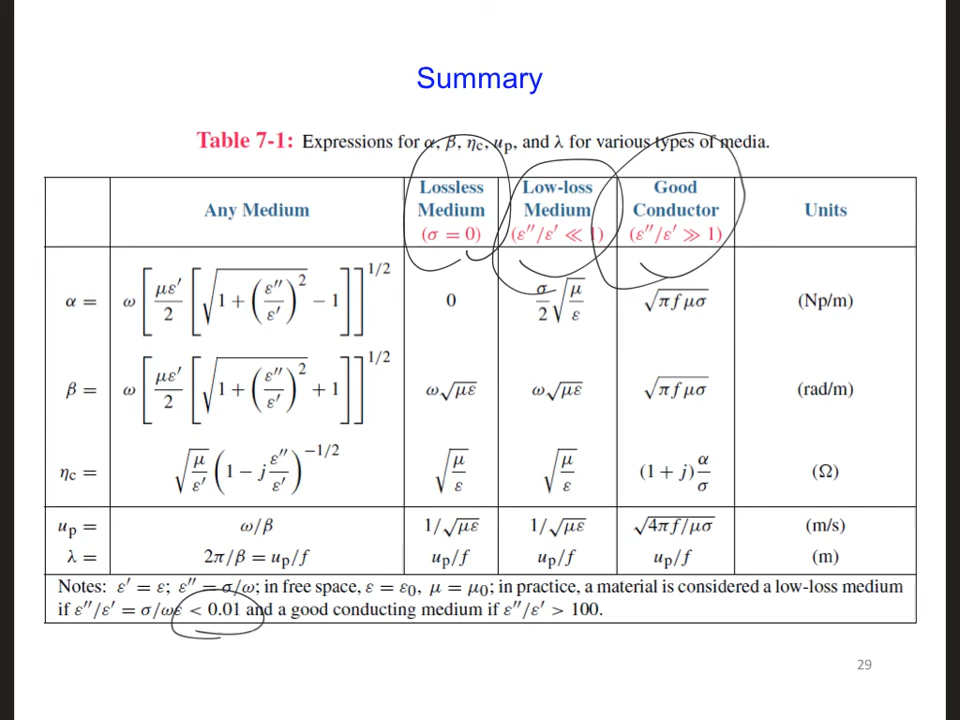 Summary
Table 7-1: Expressions for α, β, ηc, up, and λ for various types of media.
Any Medium | Lossless Medium (σ = 0) | Low-loss Medium (ε″/ε′ ≪ 1) | Good Conductor (ε″/ε′ ≫ 1) | Units
α = | ω [ με′/2 [ √(1 + (ε″/ε′)²) − 1 ] ]^1/2 | 0 | σ/2 √(μ/ε) | √(π f μσ) | (Np/m)
β = | ω [ με′/2 [ √(1 + (ε″/ε′)²) + 1 ] ]^1/2 | ω√(με) | ω√(με) | √(π f μσ) | (rad/m)
ηc = | √(μ/ε′) (1 − j ε″/ε′)^−1/2 | √(μ/ε) | √(μ/ε) | (1 + j) α/σ | (Ω)
up = | ω/β | 1/√(με) | 1/√(με) | √(4π f/μσ) | (m/s)
λ = | 2π/β = up/f | up/f | up/f | up/f | (m)
Notes: ε′ = ε; ε″ = σ/ω; in free space, ε = ε0, μ = μ0; in practice, a material is considered a low-loss medium
if ε″/ε′ = σ/ωε < 0.01 and a good conducting medium if ε″/ε′ > 100.
29